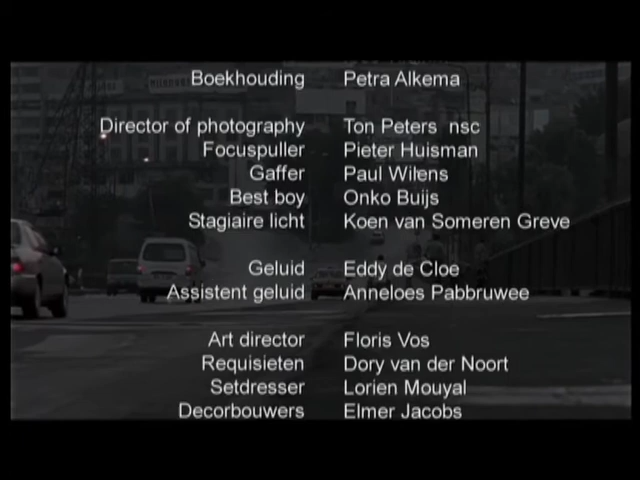 Boekhouding Petra Alkema
Director of photography Ton Peters nsc
Focuspuller Pieter Huisman
Gaffer Paul Wilens
Best boy Onko Buijs
Stagiaire licht Koen van Someren Greve
Geluid Eddy de Cloe
Assistent geluid Anneloes Pabbruwee
Art director Floris Vos
Requisieten Dory van der Noort
Setdresser Lorien Mouyal
Decorbouwers Elmer Jacobs